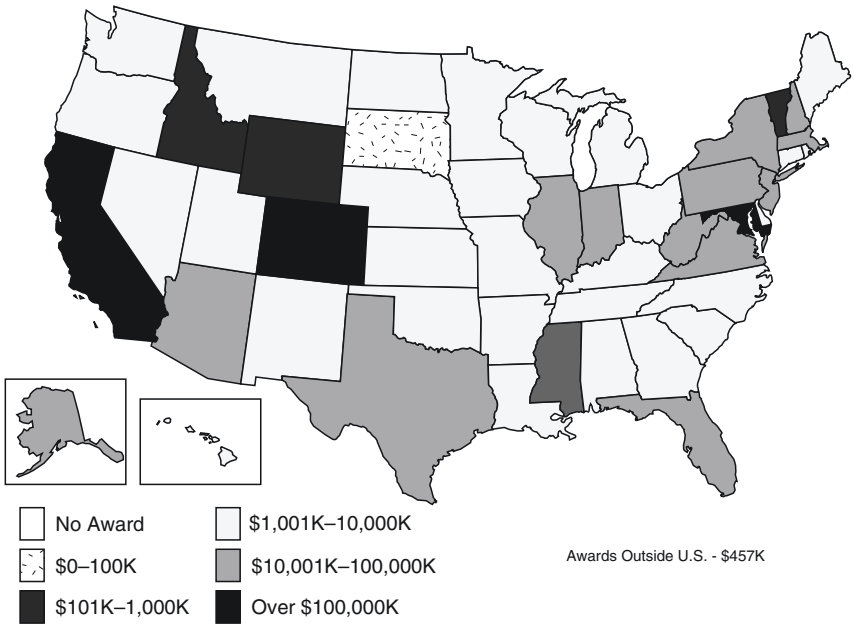 No Award
$1,001K–10,000K
$0–100K
$10,001K–100,000K
$101K–1,000K
Over $100,000K
Awards Outside U.S. - $457K